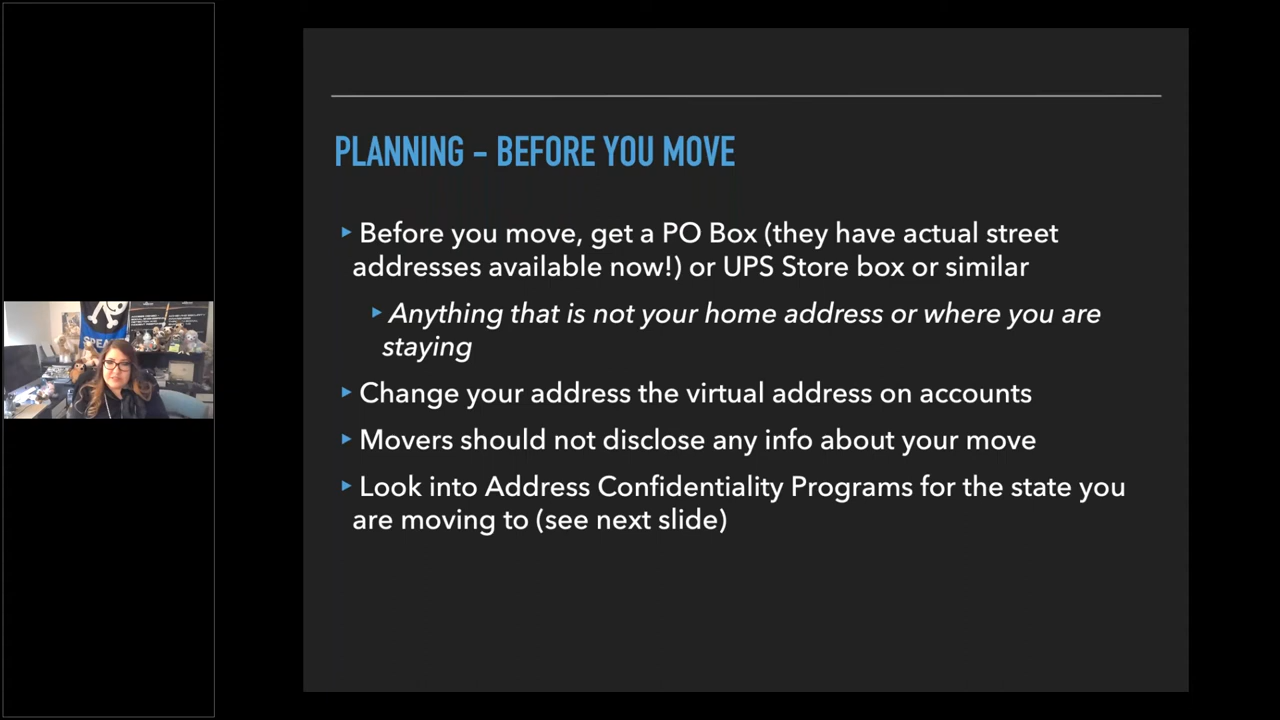 PLANNING – BEFORE YOU MOVE
Before you move, get a PO Box (they have actual street
addresses available now!) or UPS Store box or similar
Anything that is not your home address or where you are
staying
Change your address the virtual address on accounts
Movers should not disclose any info about your move
Look into Address Confidentiality Programs for the state you
are moving to (see next slide)